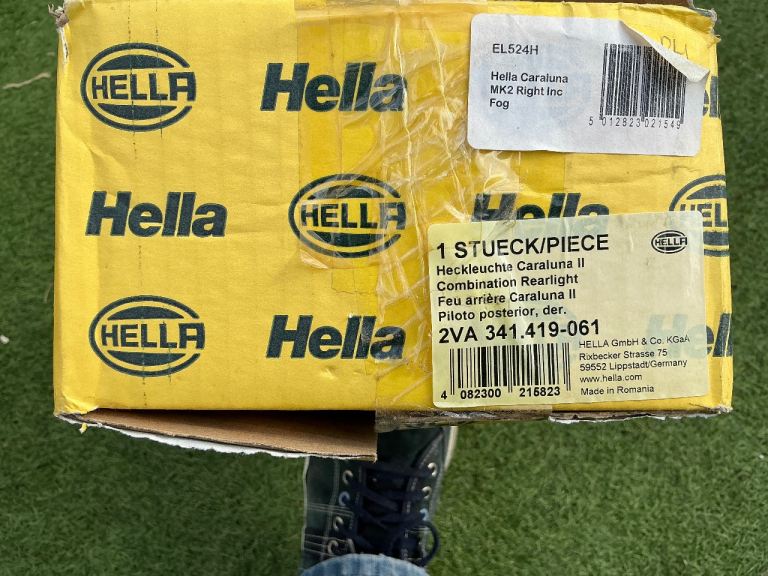 HELLA
Hella
EL524H
Hella Caraluna
MK2 Right Inc
Fog
5 012823 021549
Hella
HELLA
Hella
HELLA
1 STUECK/PIECE
HELLA
Heckleuchte Caraluna II
Combination Rearlight
Feu arrière Caraluna II
Piloto posterior, der.
2VA 341.419-061
HELLA GmbH & Co. KGaA
Rixbecker Strasse 75
59552 Lippstadt/Germany
www.hella.com
Made in Romania
4 082300 215823
HELLA
Hella